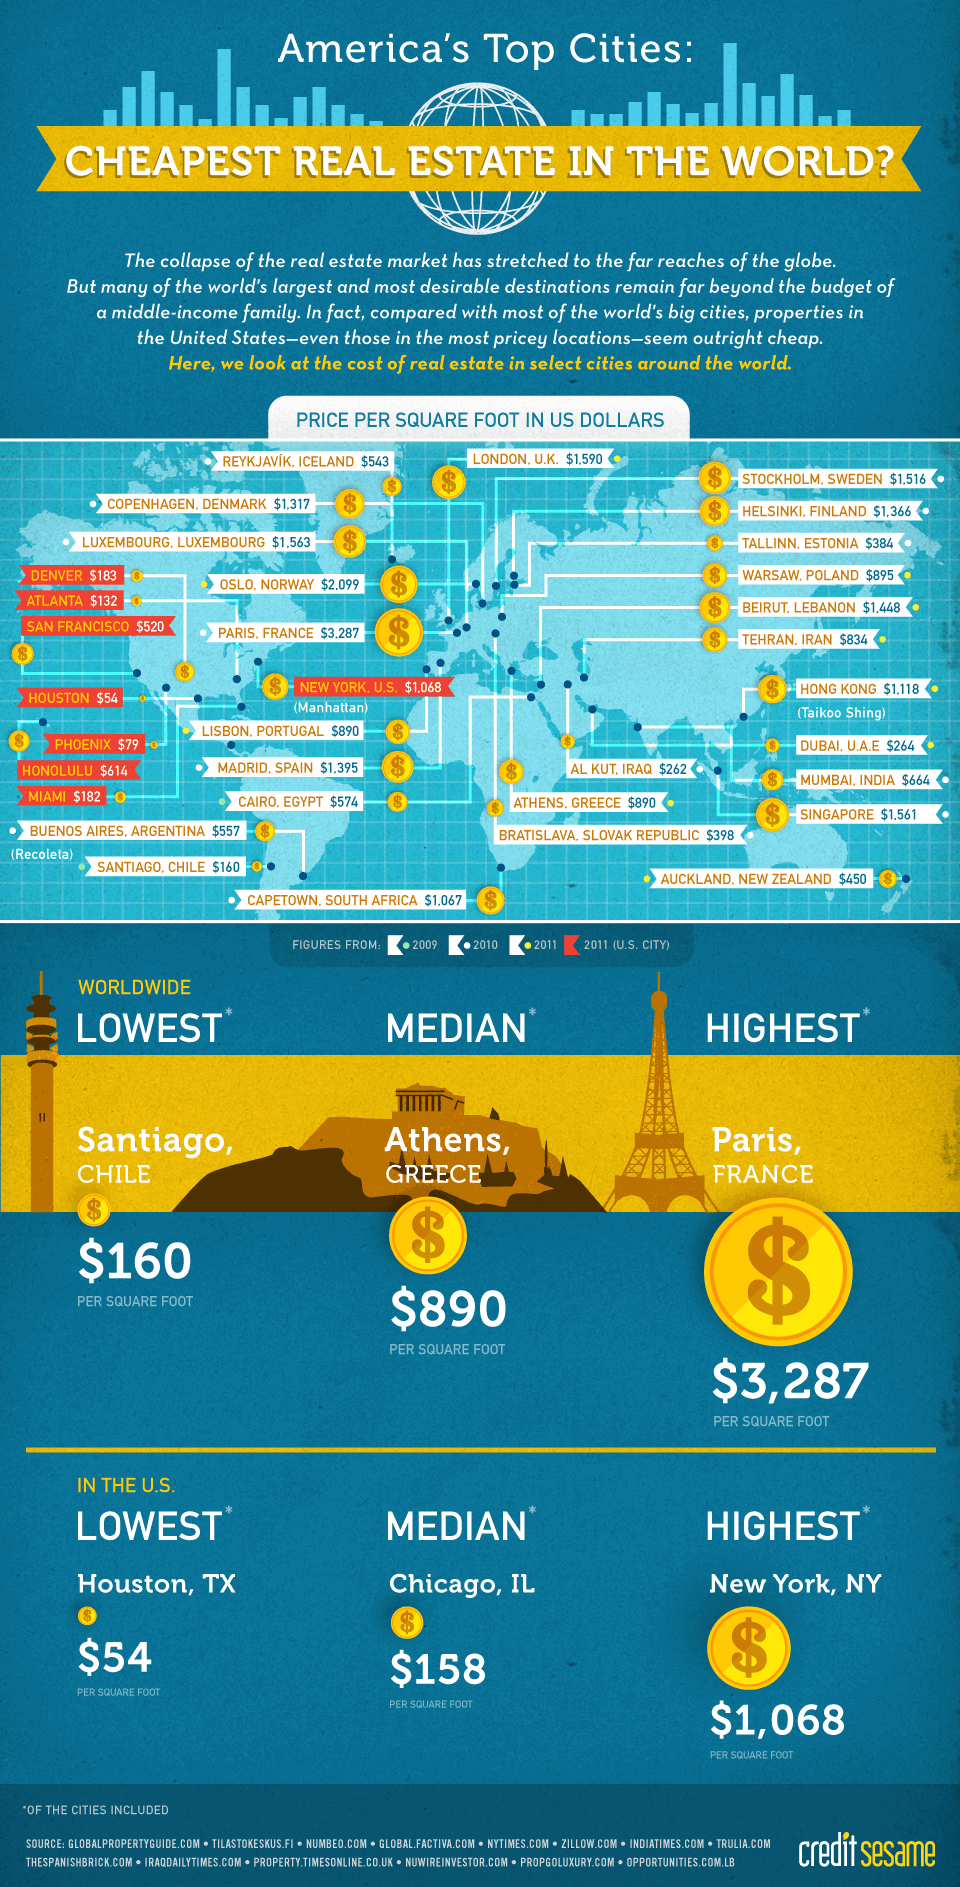 America's Top Cities:
CHEAPEST REAL ESTATE IN THE WORLD?
The collapse of the real estate market has stretched to the far reaches of the globe.
But many of the world's largest and most desirable destinations remain far beyond the budget of
a middle-income family. In fact, compared with most of the world's big cities, properties in
the United States—even those in the most pricey locations—seem outright cheap.
Here, we look at the cost of real estate in select cities around the world.
PRICE PER SQUARE FOOT IN US DOLLARS
REYKJAVÍK, ICELAND $543
LONDON, U.K. $1,590
STOCKHOLM, SWEDEN $1,516
COPENHAGEN, DENMARK $1,317
HELSINKI, FINLAND $1,366
LUXEMBOURG, LUXEMBOURG $1,563
TALLINN, ESTONIA $384
DENVER $183
OSLO, NORWAY $2,099
WARSAW, POLAND $895
ATLANTA $132
BEIRUT, LEBANON $1,448
SAN FRANCISCO $520
PARIS, FRANCE $3,287
TEHRAN, IRAN $834
HOUSTON $54
NEW YORK, U.S. $1,068
(Manhattan)
HONG KONG $1,118
(Taikoo Shing)
LISBON, PORTUGAL $890
PHOENIX $79
DUBAI, U.A.E $264
HONOLULU $614
MADRID, SPAIN $1,395
AL KUT, IRAQ $262
MUMBAI, INDIA $664
MIAMI $182
CAIRO, EGYPT $574
ATHENS, GREECE $890
SINGAPORE $1,561
BUENOS AIRES, ARGENTINA $557
(Recoleta)
BRATISLAVA, SLOVAK REPUBLIC $398
SANTIAGO, CHILE $160
AUCKLAND, NEW ZEALAND $450
CAPETOWN, SOUTH AFRICA $1,067
FIGURES FROM: 2009 2010 2011 2011 (U.S. CITY)
WORLDWIDE
LOWEST* MEDIAN* HIGHEST*
Santiago, Athens, Paris,
CHILE GREECE FRANCE
$160
PER SQUARE FOOT
$890
PER SQUARE FOOT
$3,287
PER SQUARE FOOT
IN THE U.S.
LOWEST* MEDIAN* HIGHEST*
Houston, TX Chicago, IL New York, NY
$54
PER SQUARE FOOT
$158
PER SQUARE FOOT
$1,068
PER SQUARE FOOT
*OF THE CITIES INCLUDED
SOURCE: GLOBALPROPERTYGUIDE.COM • TILASTOKESKUS.FI • NUMBEO.COM • GLOBAL.FACTIVA.COM • NYTIMES.COM • ZILLOW.COM • INDIATIMES.COM • TRULIA.COM
THESPANISHBRICK.COM • IRAQDAILYTIMES.COM • PROPERTY.TIMESONLINE.CO.UK • NUWIREINVESTOR.COM • PROPGOLUXURY.COM • OPPORTUNITIES.COM.LB
credit sesame